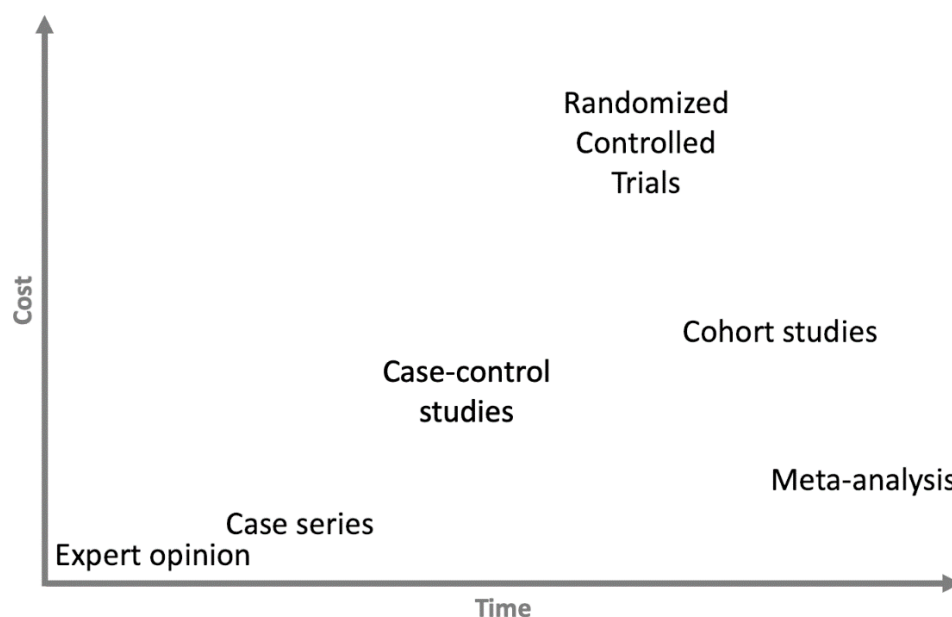 Randomized
Controlled
Trials
Cost
Cohort studies
Case-control
studies
Meta-analysis
Case series
Expert opinion
Time